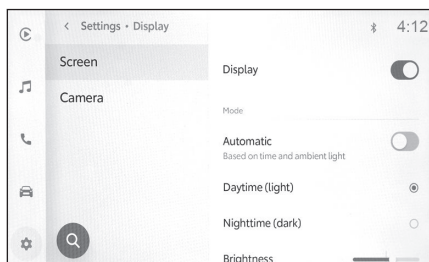 < Settings • Display
4:12
Screen
Camera
Display
Mode
Automatic
Based on time and ambient light
Daytime (light)
Nighttime (dark)
Brightness